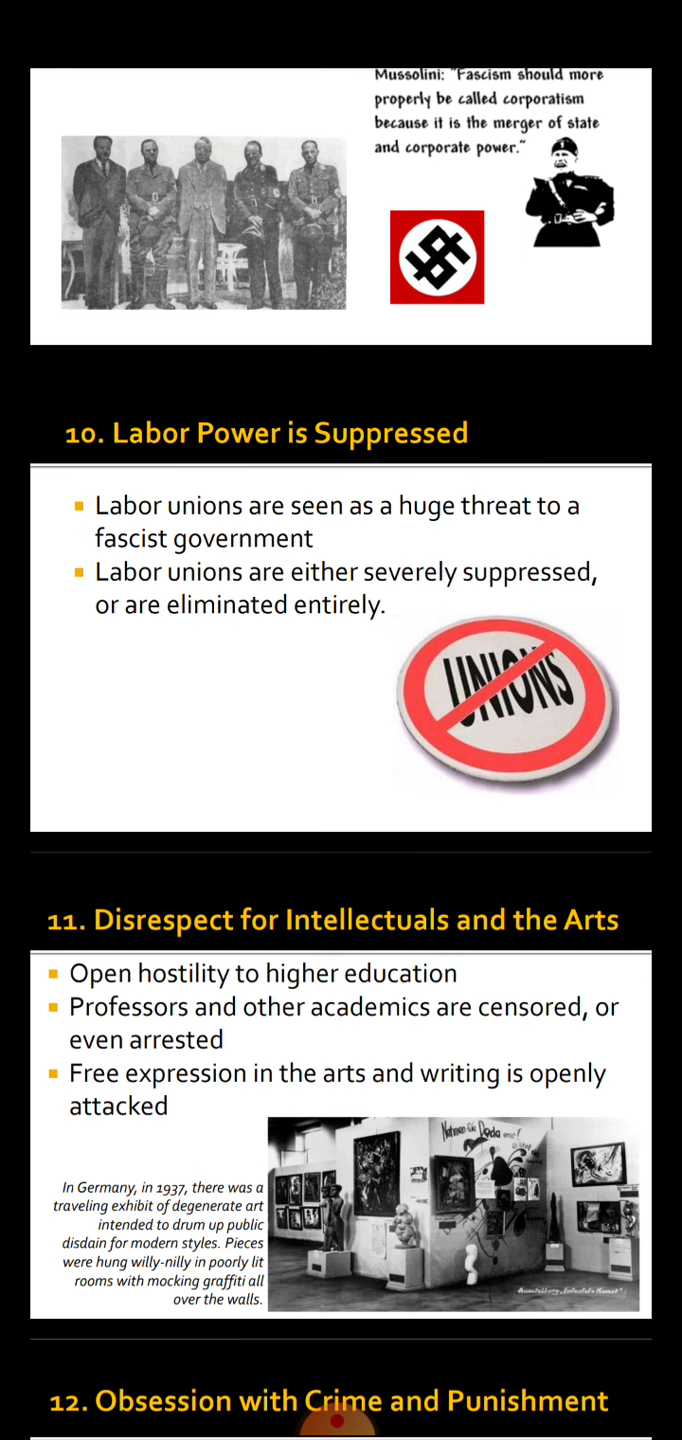 Mussolini: "Fascism should more
properly be called corporatism
because it is the merger of state
and corporate power."
10. Labor Power is Suppressed
Labor unions are seen as a huge threat to a
fascist government
Labor unions are either severely suppressed,
or are eliminated entirely.
UNIONS
11. Disrespect for Intellectuals and the Arts
Open hostility to higher education
Professors and other academics are censored, or
even arrested
Free expression in the arts and writing is openly
attacked
Nehmen Sie Dada ernst!
In Germany, in 1937, there was a
traveling exhibit of degenerate art
intended to drum up public
disdain for modern styles. Pieces
were hung willy-nilly in poorly lit
rooms with mocking graffiti all
over the walls.
Ausstellung „Entartete Kunst".
12. Obsession with Crime and Punishment